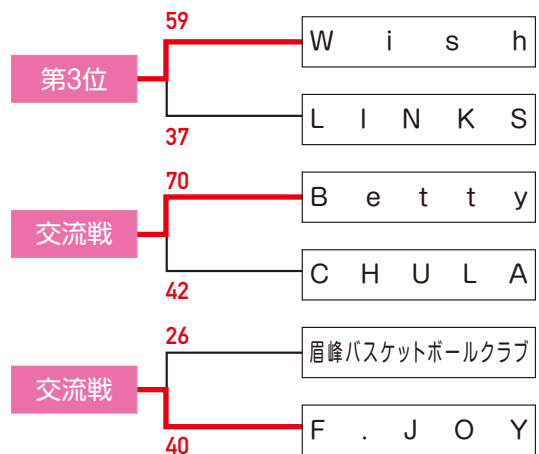 59
Wish
第3位
LINKS
37
70
Betty
交流戦
CHULA
42
26
眉峰バスケットボールクラブ
交流戦
F.JOY
40